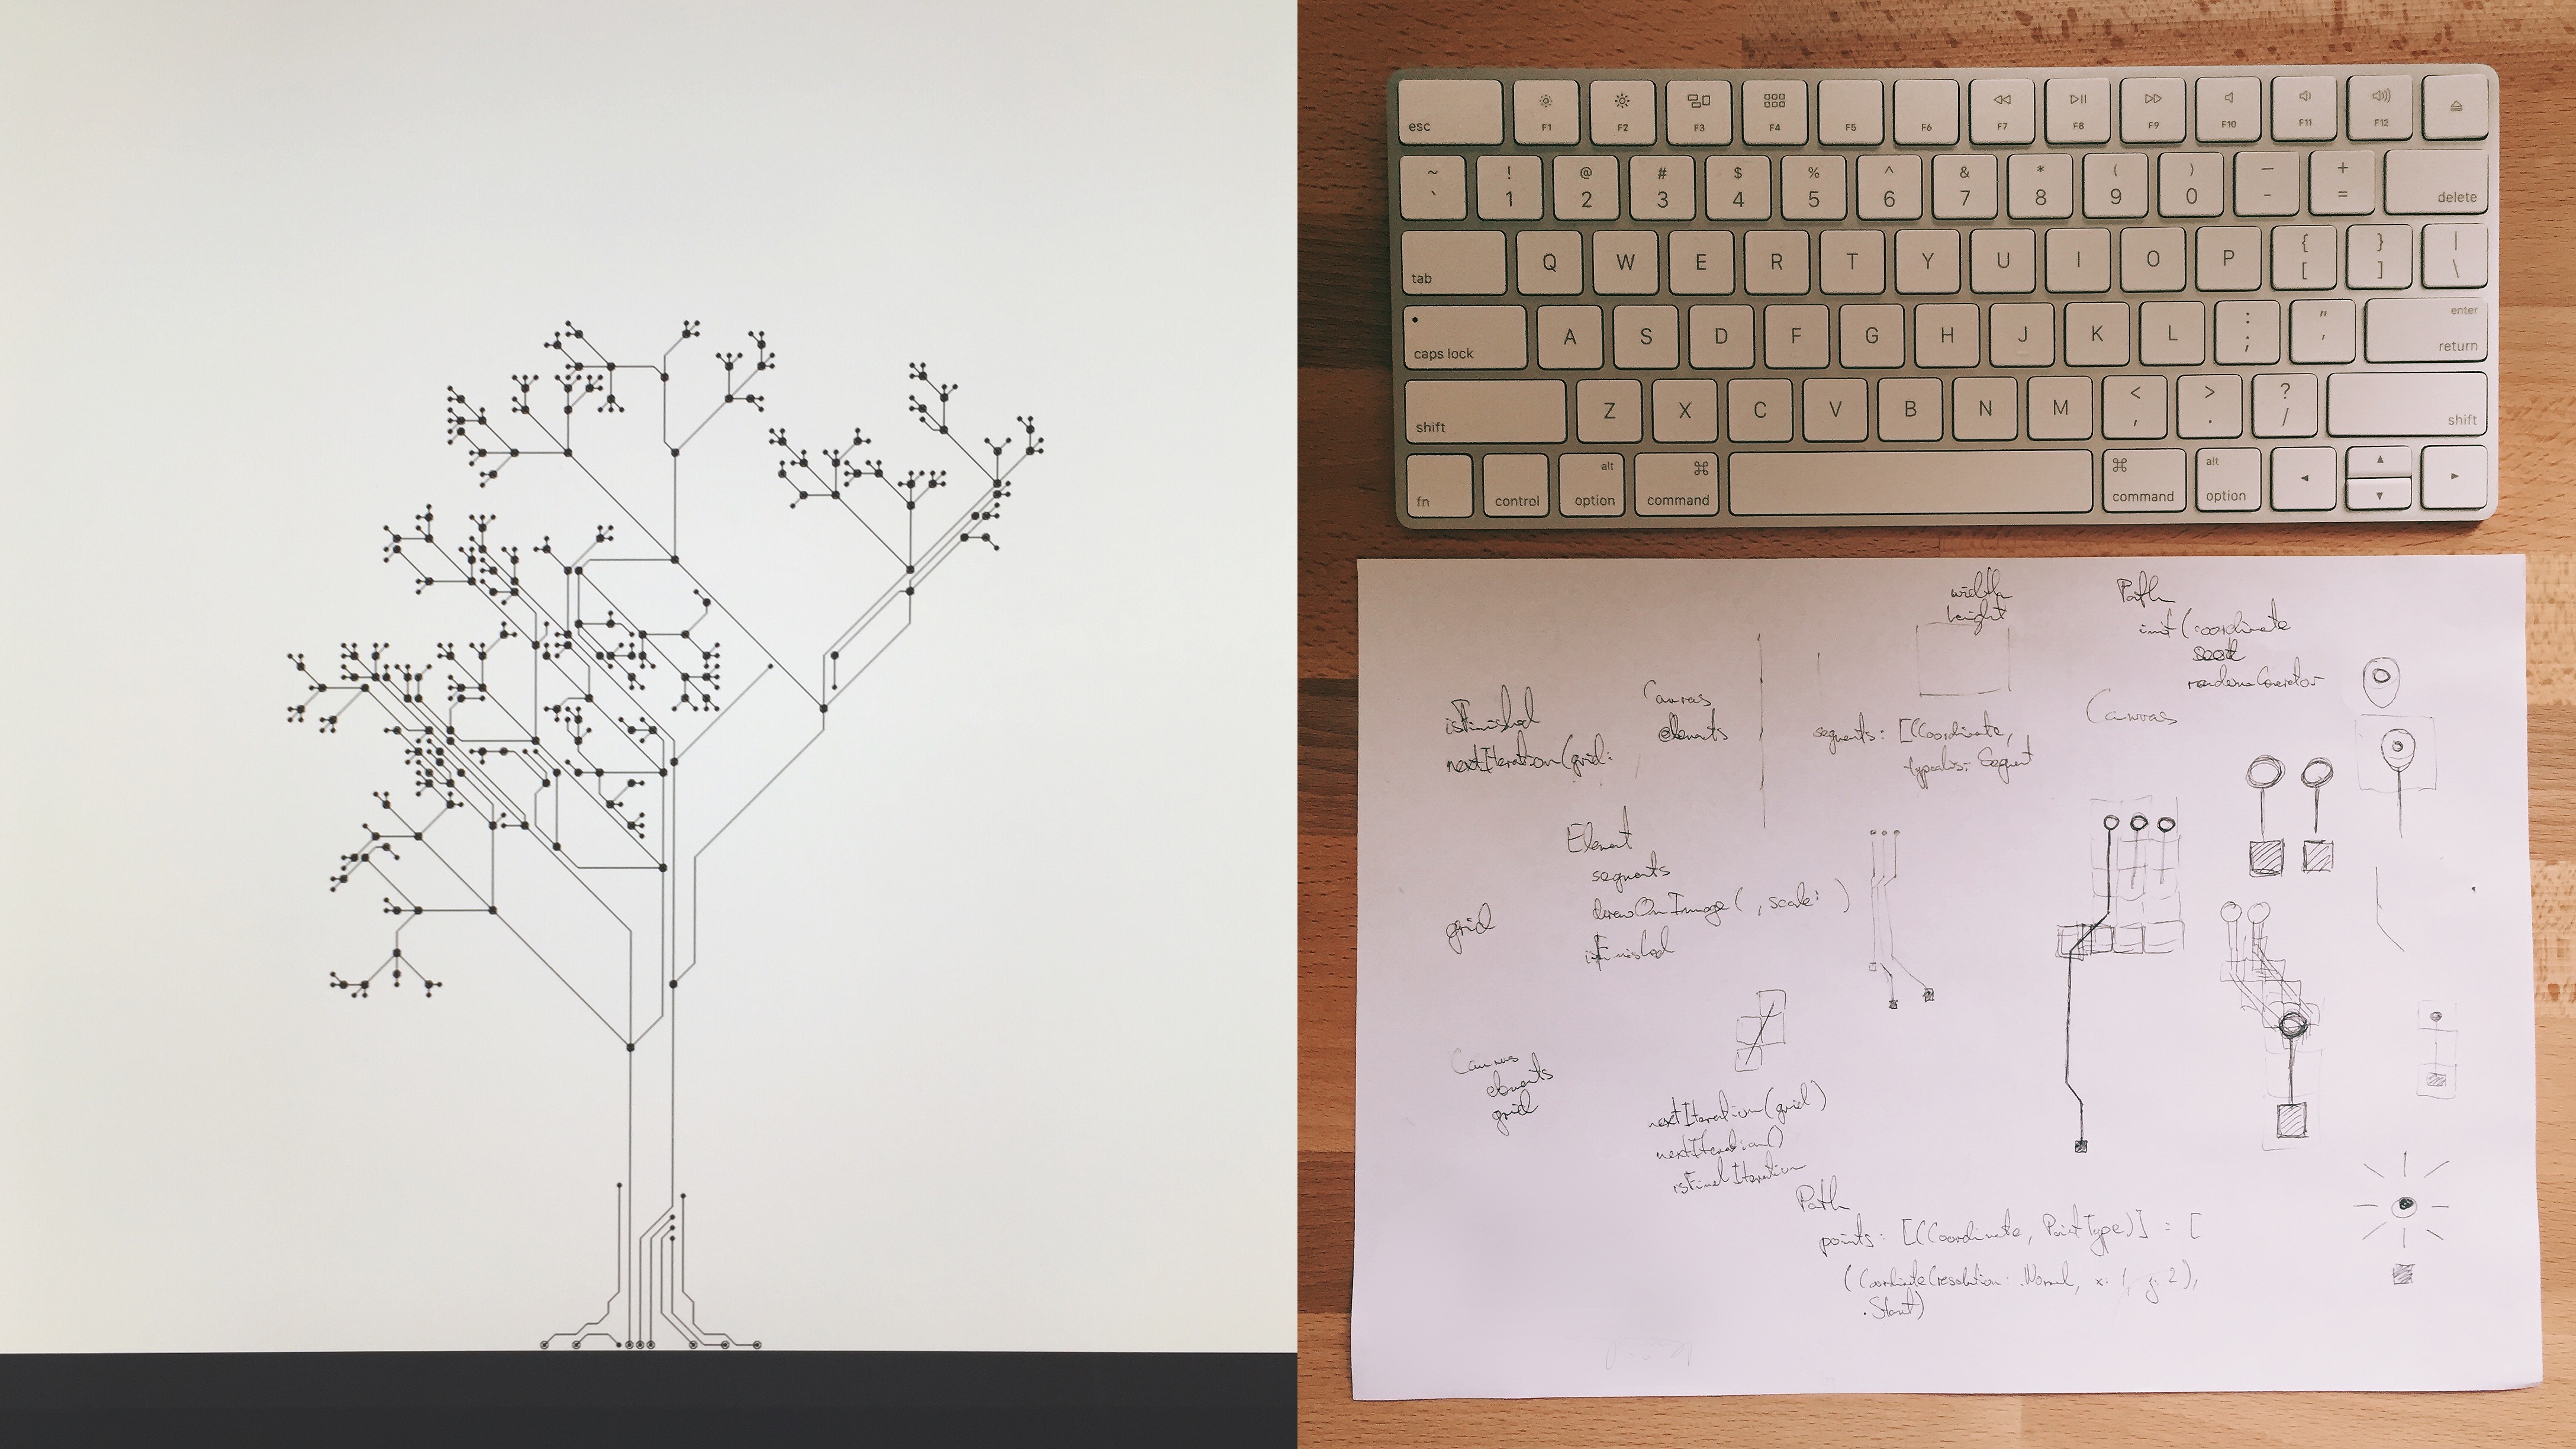 esc F1 F2 F3 F4 F5 F6 F7 F8 F9 F10 F11 F12
~ ! @ # $ % ^ & * ( ) — +
` 1 2 3 4 5 6 7 8 9 0 - = delete
tab Q W E R T Y U I O P { [ } ] | \
caps lock A S D F G H J K L : ; " ' enter return
shift Z X C V B N M < , > . ? / shift
fn control alt option ⌘ command ⌘ command alt option
width
height
Path
init(coordinate
seed
randomGenerator
isFinished
nextIteration(grid:
Canvas
elements
segments: [(Coordinate,
typealias Segment
Canvas
Element
segments
drawOnImage( , scale: )
isFinished
grid
Canvas
elements
grid
nextIteration(grid)
nextIteration()
isFinalIteration
Path
points: [(Coordinate, PointType)] = [
(Coordinate(resolution: .Normal, x: 1, y: 2),
.Start)